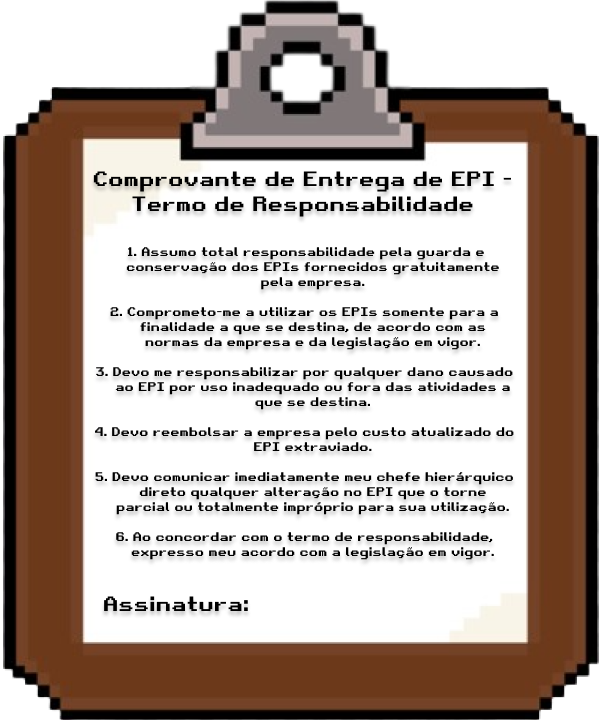 Comprovante de Entrega de EPI -
Termo de Responsabilidade
1. Assumo total responsabilidade pela guarda e
conservação dos EPIs fornecidos gratuitamente
pela empresa.
2. Comprometo-me a utilizar os EPIs somente para a
finalidade a que se destina, de acordo com as
normas da empresa e da legislação em vigor.
3. Devo me responsabilizar por qualquer dano causado
ao EPI por uso inadequado ou fora das atividades a
que se destina.
4. Devo reembolsar a empresa pelo custo atualizado do
EPI extraviado.
5. Devo comunicar imediatamente meu chefe hierárquico
direto qualquer alteração no EPI que o torne
parcial ou totalmente impróprio para sua utilização.
6. Ao concordar com o termo de responsabilidade,
expresso meu acordo com a legislação em vigor.
Assinatura: